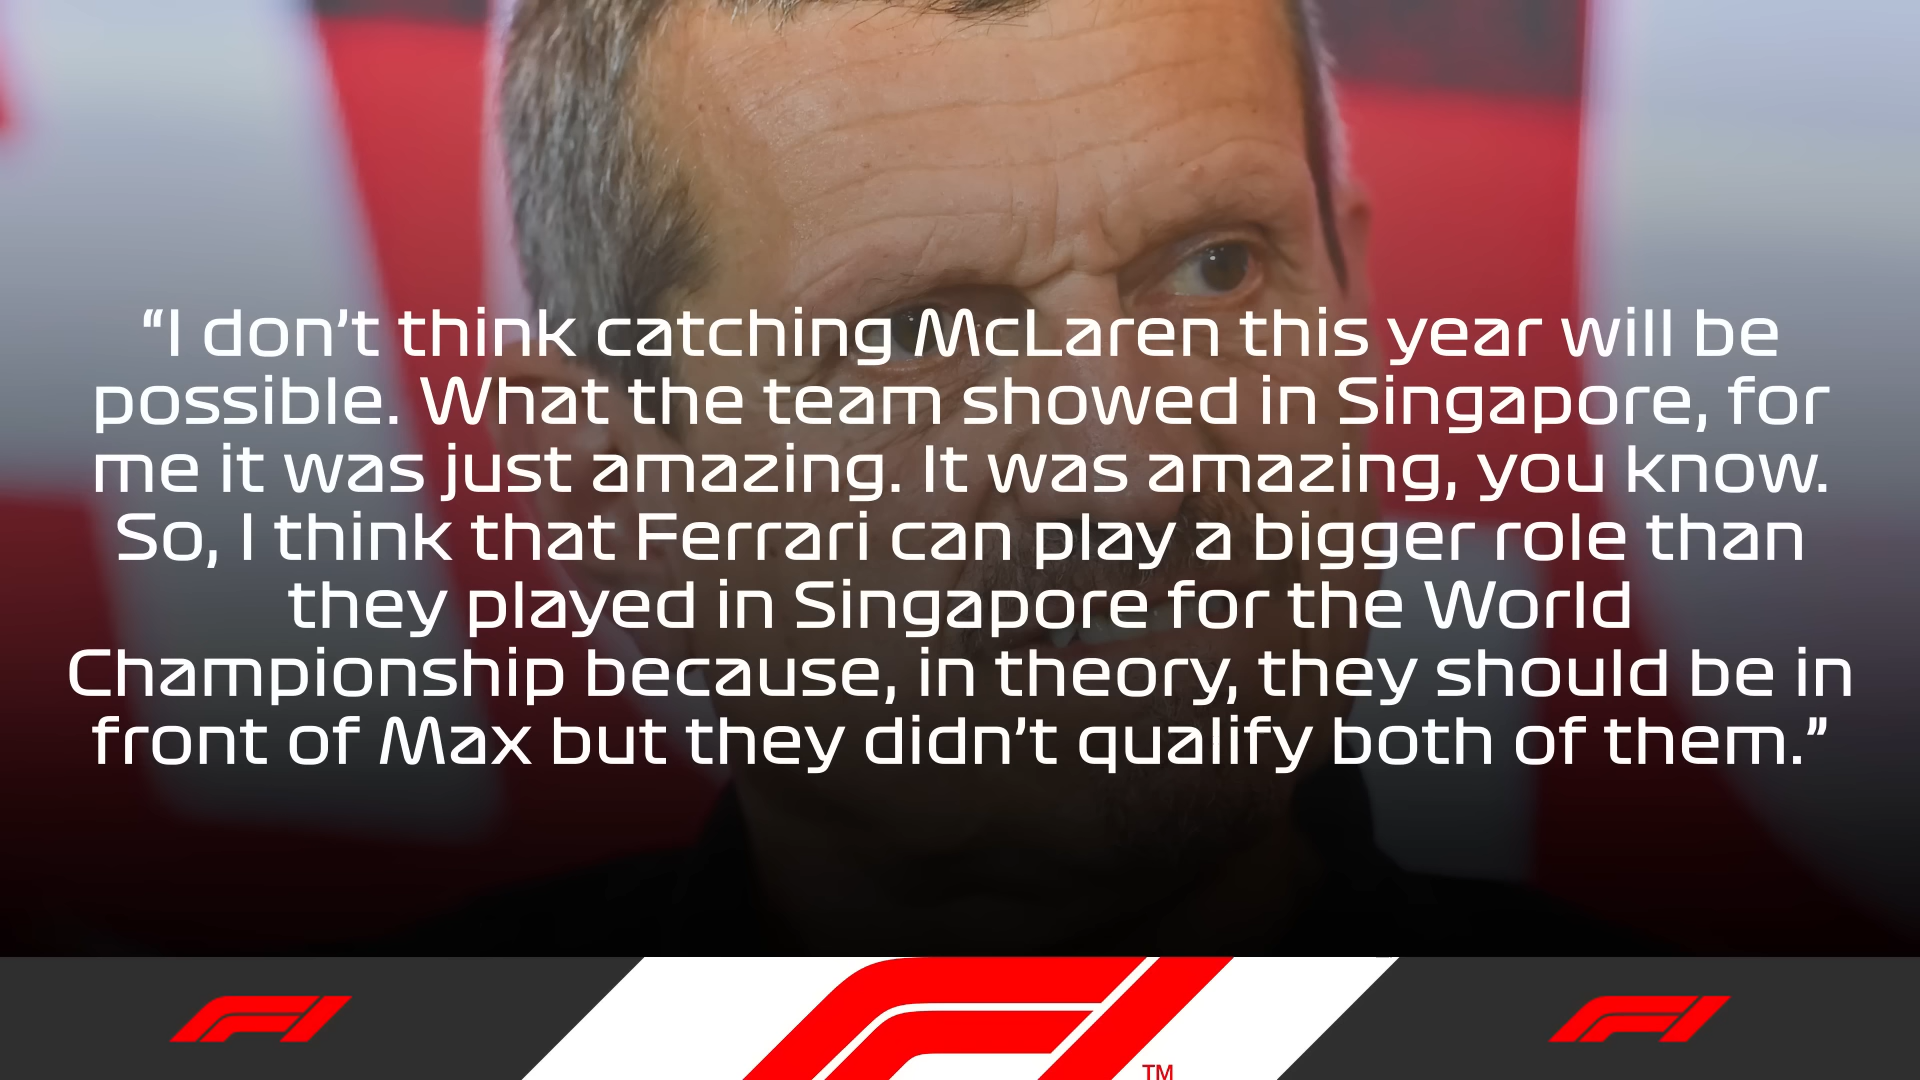 “I don’t think catching McLaren this year will be
possible. What the team showed in Singapore, for
me it was just amazing. It was amazing, you know.
So, I think that Ferrari can play a bigger role than
they played in Singapore for the World
Championship because, in theory, they should be in
front of Max but they didn’t qualify both of them.”
F1
F1
TM
F1